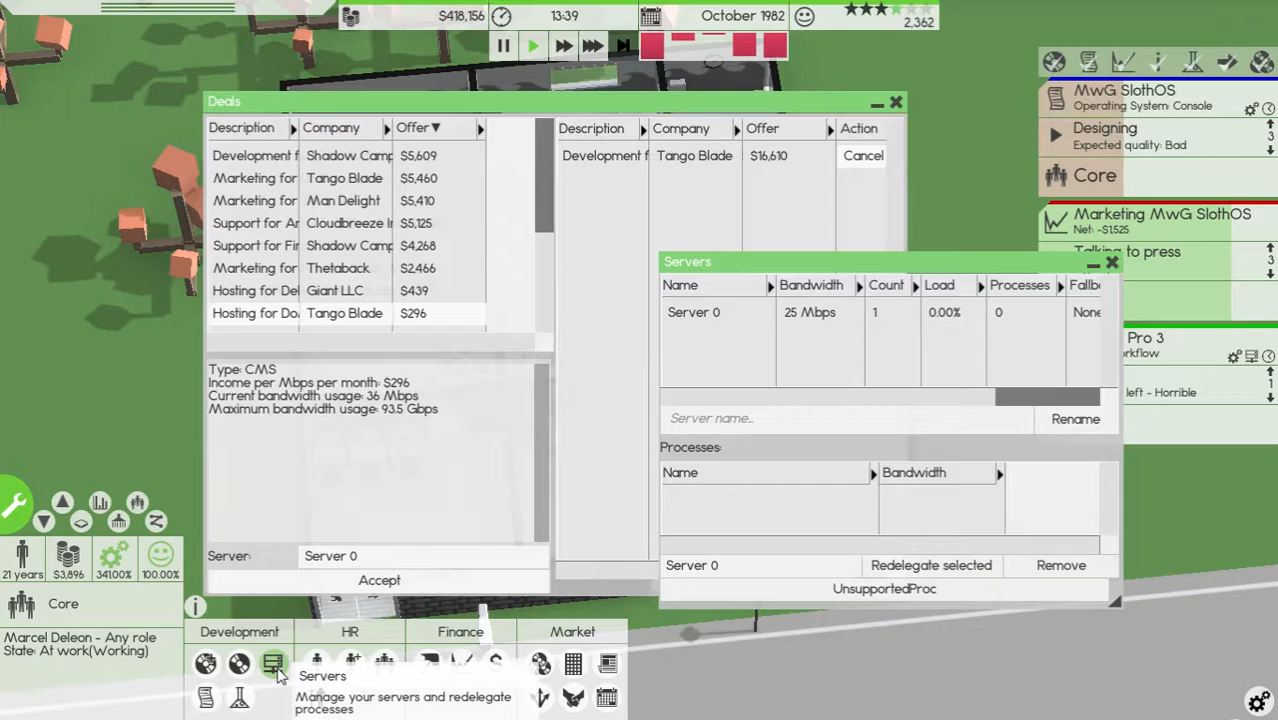 $418,156
13:39
October 1982
2,362
Deals
Description Company Offer
Development f Shadow Camp $5,609
Marketing for Tango Blade $5,460
Marketing for Man Delight $5,410
Support for Ar Cloudbreeze Ir $5,125
Support for Fir Shadow Camp $4,268
Marketing for Thetaback $2,466
Hosting for Del Giant LLC $439
Hosting for Do. Tango Blade $296
Type: CMS
Income per Mbps per month: $296
Current bandwidth usage: 36 Mbps
Maximum bandwidth usage: 93.5 Gbps
Server: Server 0
Accept
Description Company Offer Action
Development f Tango Blade $16,610 Cancel
Servers
Name Bandwidth Count Load Processes Fallb
Server 0 25 Mbps 1 0.00% 0 None
Server name...
Rename
Processes:
Name Bandwidth
Server 0 Redelegate selected Remove
UnsupportedProc
MwG SlothOS
Operating System: Console
Designing
Expected quality: Bad
3
Core
Marketing MwG SlothOS
Net: -$1,525
Talking to press
3
Pro 3
rkflow
left - Horrible
1
21 years $3,896 341.00% 100.00%
Core
Marcel Deleon - Any role
State: At work(Working)
Development HR Finance Market
Servers
Manage your servers and redelegate
processes